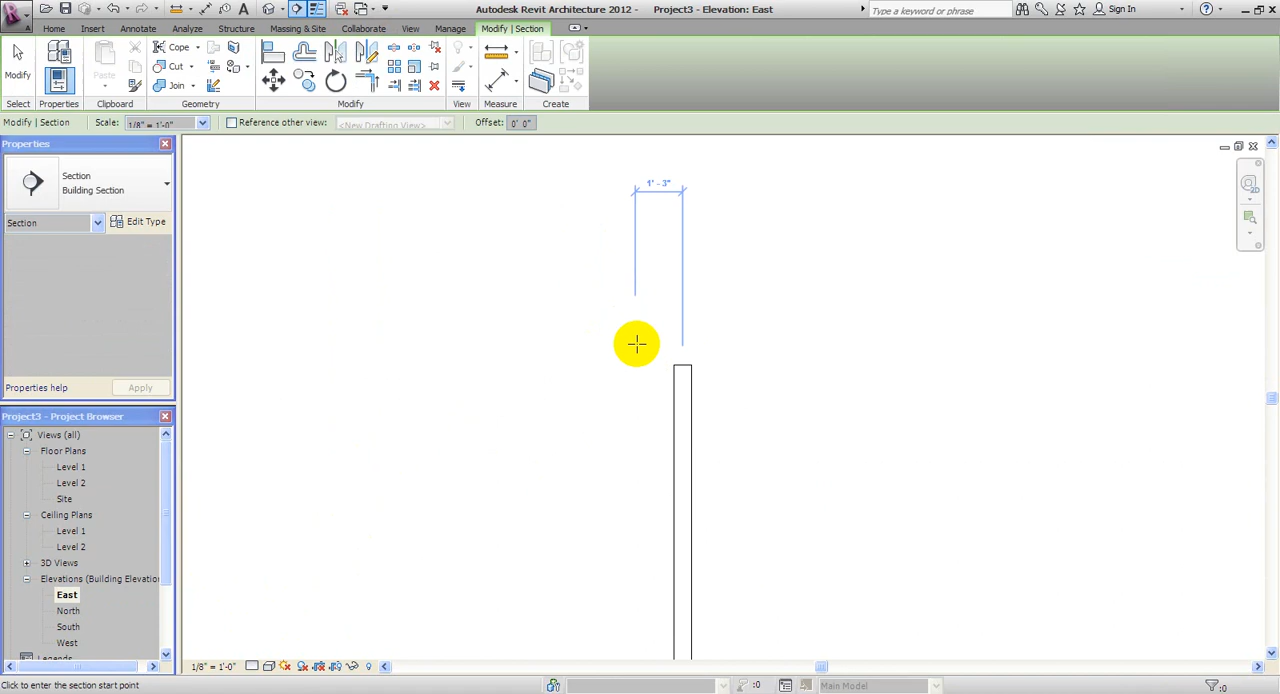 Autodesk Revit Architecture 2012 - Project3 - Elevation: East
Type a keyword or phrase
Sign In
Home Insert Annotate Analyze Structure Massing & Site Collaborate View Manage Modify | Section
Modify
Paste
Cope
Cut
Join
Select Properties Clipboard Geometry Modify View Measure Create
Modify | Section Scale: 1/8" = 1'-0" Reference other view: <New Drafting View> Offset: 0' 0"
Properties
Section
Building Section
Section Edit Type
Properties help Apply
Project3 - Project Browser
Views (all)
Floor Plans
Level 1
Level 2
Site
Ceiling Plans
Level 1
Level 2
3D Views
Elevations (Building Elevation
East
North
South
West
Legends
1' - 3"
1/8" = 1'-0"
Click to enter the section start point
:0
Main Model
:0